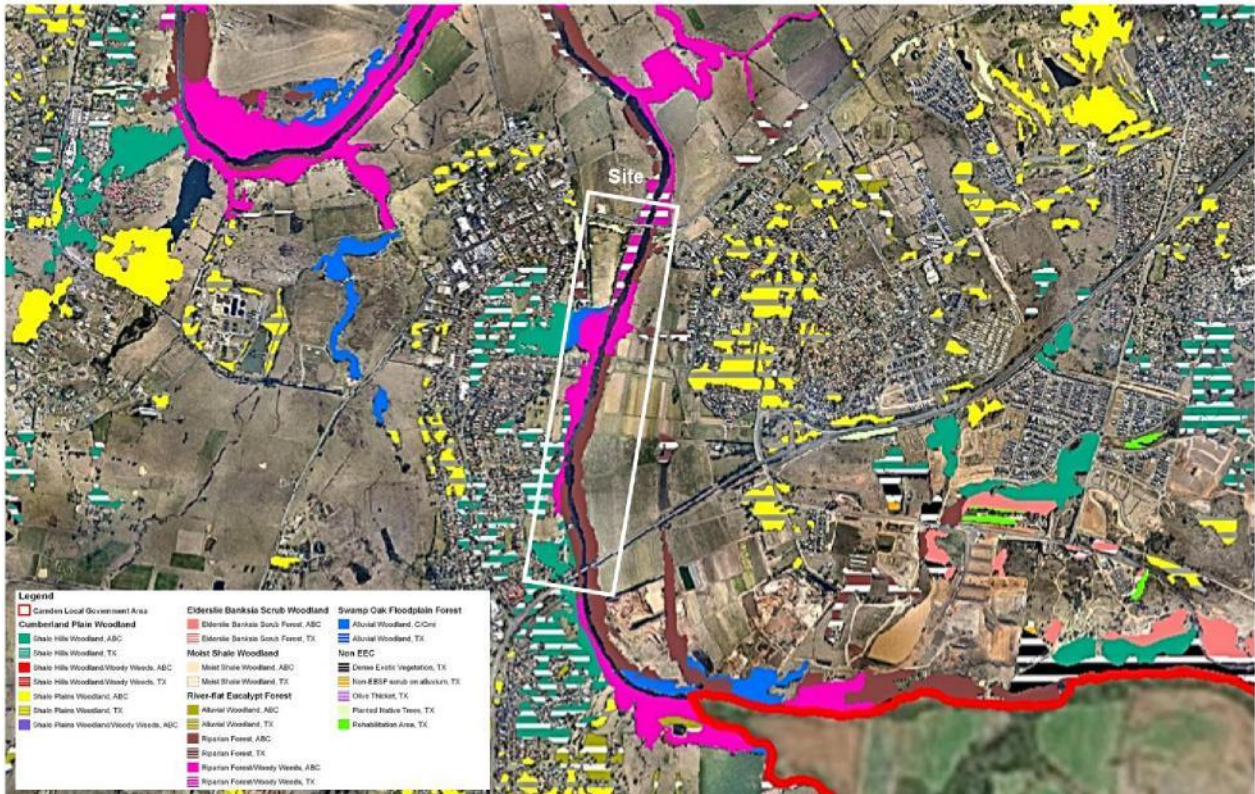 Site
Legend
Camden Local Government Area
Cumberland Plain Woodland
Shale Hills Woodland, ABC
Shale Hills Woodland, TX
Shale Hills Woodland/Woody Weeds, ABC
Shale Hills Woodland/Woody Weeds, TX
Shale Plains Woodland, ABC
Shale Plains Woodland, TX
Shale Plains Woodland/Woody Weeds, ABC
Elderslie Banksia Scrub Woodland
Elderslie Banksia Scrub Forest, ABC
Elderslie Banksia Scrub Forest, TX
Moist Shale Woodland
Moist Shale Woodland, ABC
Moist Shale Woodland, TX
River-flat Eucalypt Forest
Alluvial Woodland, ABC
Alluvial Woodland, TX
Riparian Forest, ABC
Riparian Forest, TX
Riparian Forest/Woody Weeds, ABC
Riparian Forest/Woody Weeds, TX
Swamp Oak Floodplain Forest
Alluvial Woodland,
Alluvial Woodland, TX
Non EEC
Dense Exotic Vegetation, TX
Non-EBSF scrub on alluvium, TX
Olive Thicket, TX
Planted Native Trees, TX
Rehabilitation Area, TX